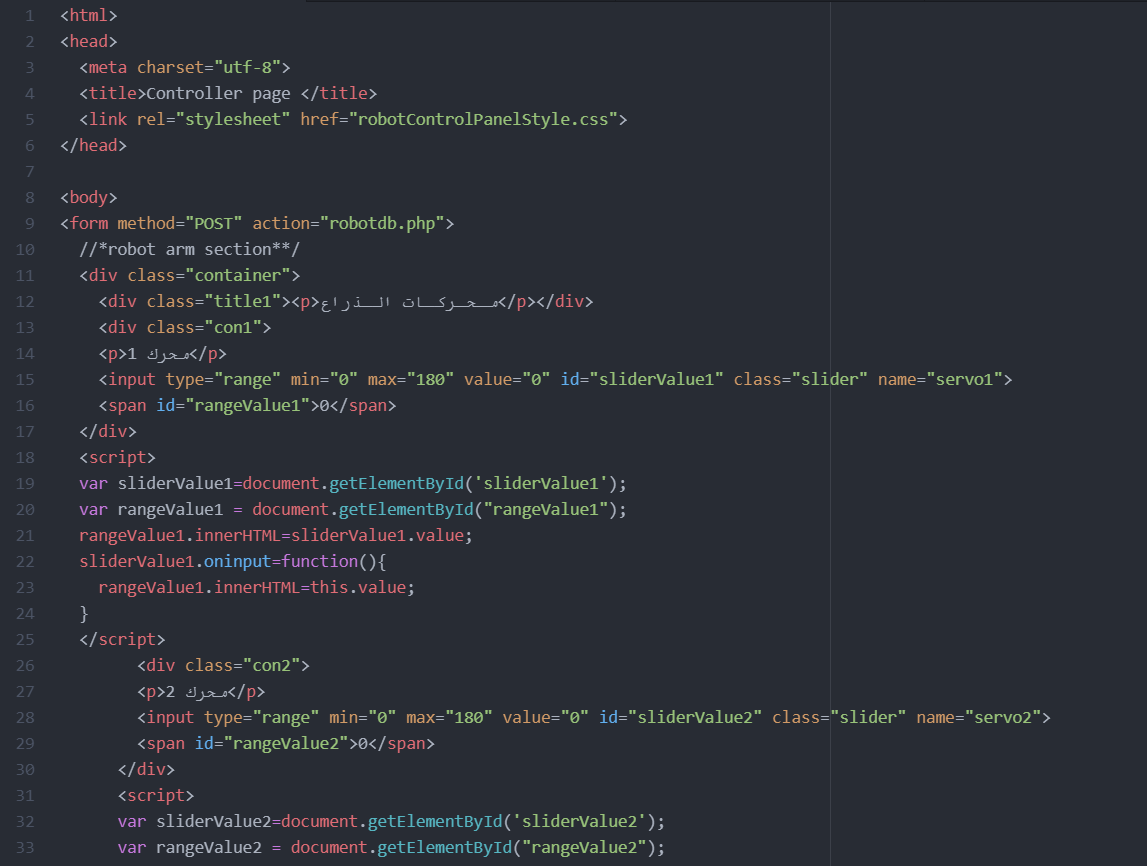 1 <html>
2 <head>
3 <meta charset="utf-8">
4 <title>Controller page </title>
5 <link rel="stylesheet" href="robotControlPanelStyle.css">
6 </head>
7
8 <body>
9 <form method="POST" action="robotdb.php">
10 //*robot arm section**/
11 <div class="container">
12 <div class="title1"><p>مـــحـــركـــات الـــذراع</p></div>
13 <div class="con1">
14 <p>محرك 1</p>
15 <input type="range" min="0" max="180" value="0" id="sliderValue1" class="slider" name="servo1">
16 <span id="rangeValue1">0</span>
17 </div>
18 <script>
19 var sliderValue1=document.getElementById('sliderValue1');
20 var rangeValue1 = document.getElementById("rangeValue1");
21 rangeValue1.innerHTML=sliderValue1.value;
22 sliderValue1.oninput=function(){
23 rangeValue1.innerHTML=this.value;
24 }
25 </script>
26 <div class="con2">
27 <p>محرك 2</p>
28 <input type="range" min="0" max="180" value="0" id="sliderValue2" class="slider" name="servo2">
29 <span id="rangeValue2">0</span>
30 </div>
31 <script>
32 var sliderValue2=document.getElementById('sliderValue2');
33 var rangeValue2 = document.getElementById("rangeValue2");